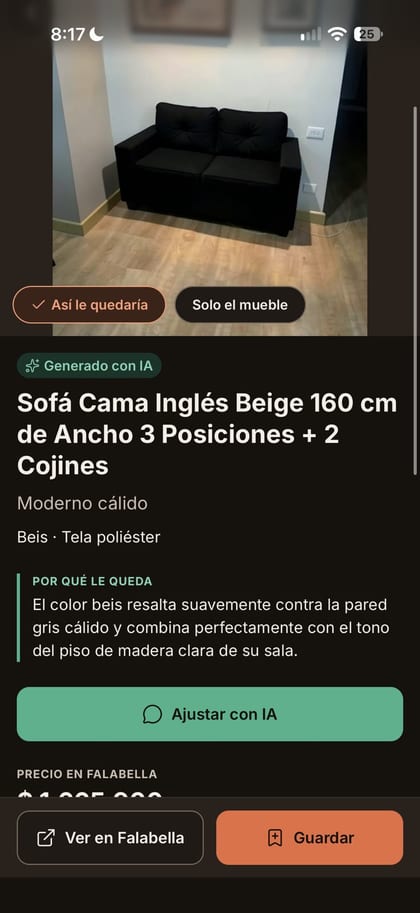 8:17
25
Así le quedaría
Solo el mueble
Generado con IA
Sofá Cama Inglés Beige 160 cm
de Ancho 3 Posiciones + 2
Cojines
Moderno cálido
Beis · Tela poliéster
POR QUÉ LE QUEDA
El color beis resalta suavemente contra la pared
gris cálido y combina perfectamente con el tono
del piso de madera clara de su sala.
Ajustar con IA
PRECIO EN FALABELLA
Ver en Falabella
Guardar